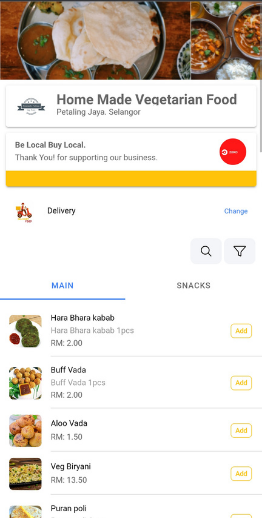 Home Made Vegetarian Food
Petaling Jaya. Selangor
Be Local Buy Local.
Thank You! for supporting our business.
Delivery
Change
MAIN
SNACKS
Hara Bhara kabab
Hara Bhara kabab 1pcs
RM: 2.00
Add
Buff Vada
Buff Vada 1pcs
RM: 2.00
Add
Aloo Vada
RM: 1.50
Add
Veg Biryani
RM: 13.50
Add
Puran poli